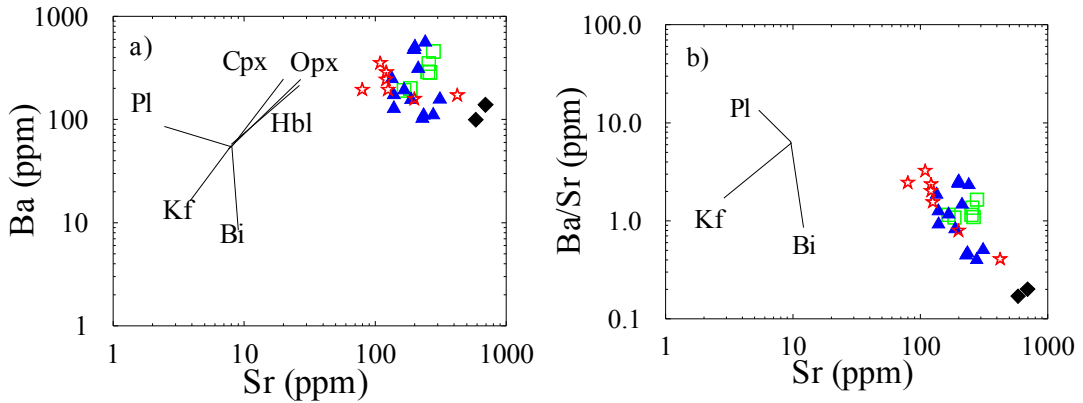 1000
a)
Cpx Opx
Pl
100
Hbl
Kf
Bi
10
1
1 10 100 1000
Sr (ppm)
Ba (ppm)
100.0
b)
10.0
Pl
1.0
Kf
Bi
0.1
1 10 100 1000
Sr (ppm)
Ba/Sr (ppm)